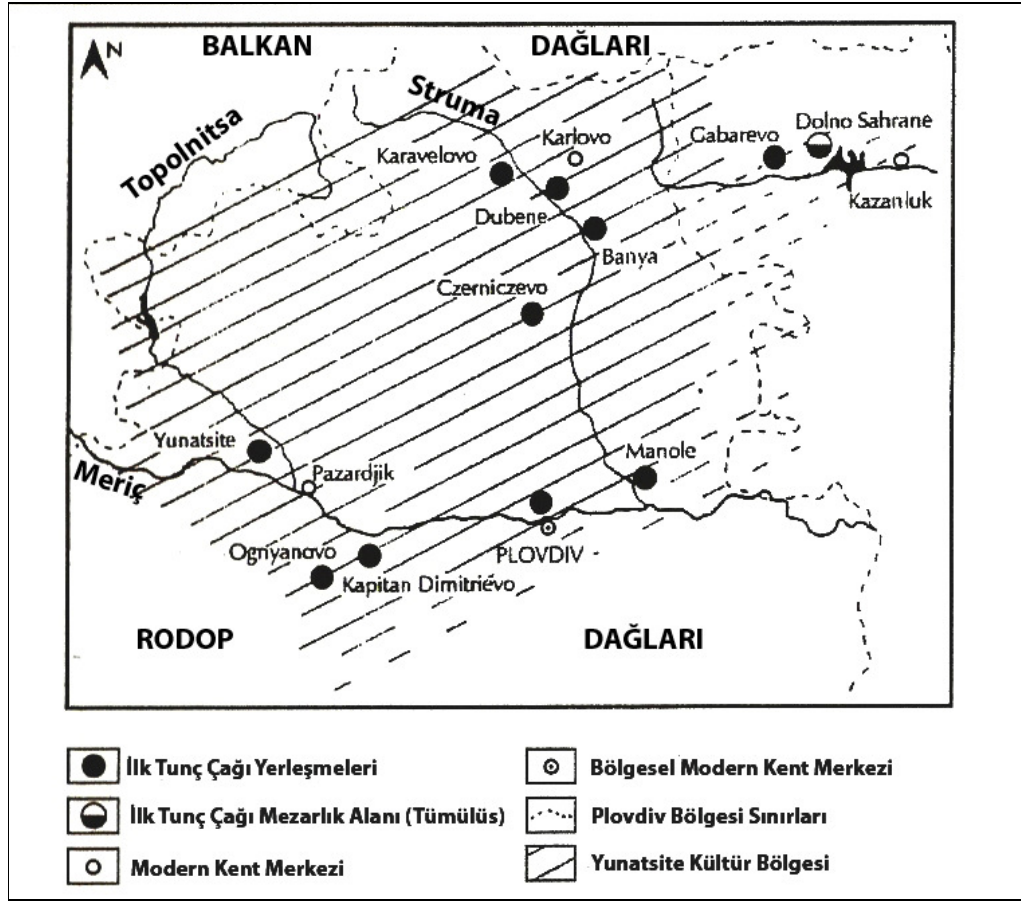 N
BALKAN DAĞLARI
Struma
Topolnitsa
Karlovo
Gabarevo
Dolno Sahrane
Karavelovo
Kazanluk
Dubene
Banya
Czerniczevo
Yunatsite
Manole
Meriç
Pazardjik
Ogniyanovo
PLOVDIV
Kapitan Dimitriévo
RODOP DAĞLARI
İlk Tunç Çağı Yerleşmeleri
Bölgesel Modern Kent Merkezi
İlk Tunç Çağı Mezarlık Alanı (Tümülüs)
Plovdiv Bölgesi Sınırları
Modern Kent Merkezi
Yunatsite Kültür Bölgesi